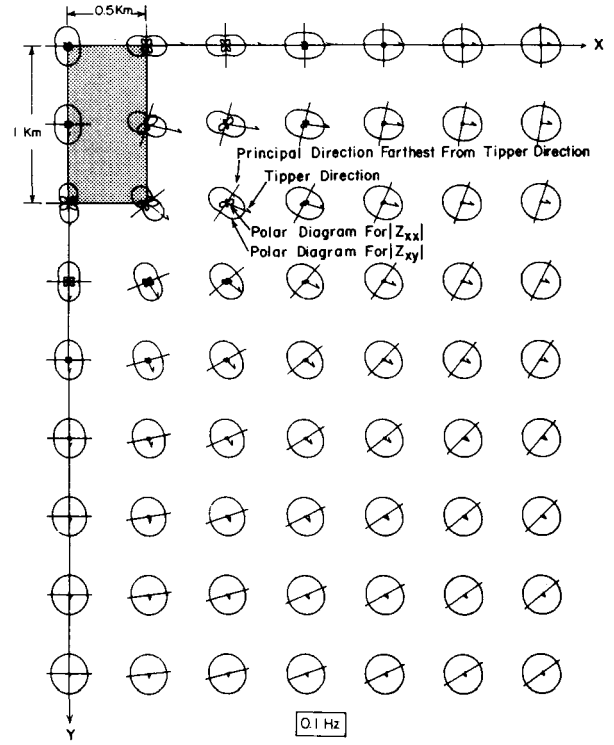 0.5Km
X
1 Km
Principal Direction Farthest From Tipper Direction
Tipper Direction
Polar Diagram For|Zxx|
Polar Diagram For|Zxy|
0.1 Hz
Y